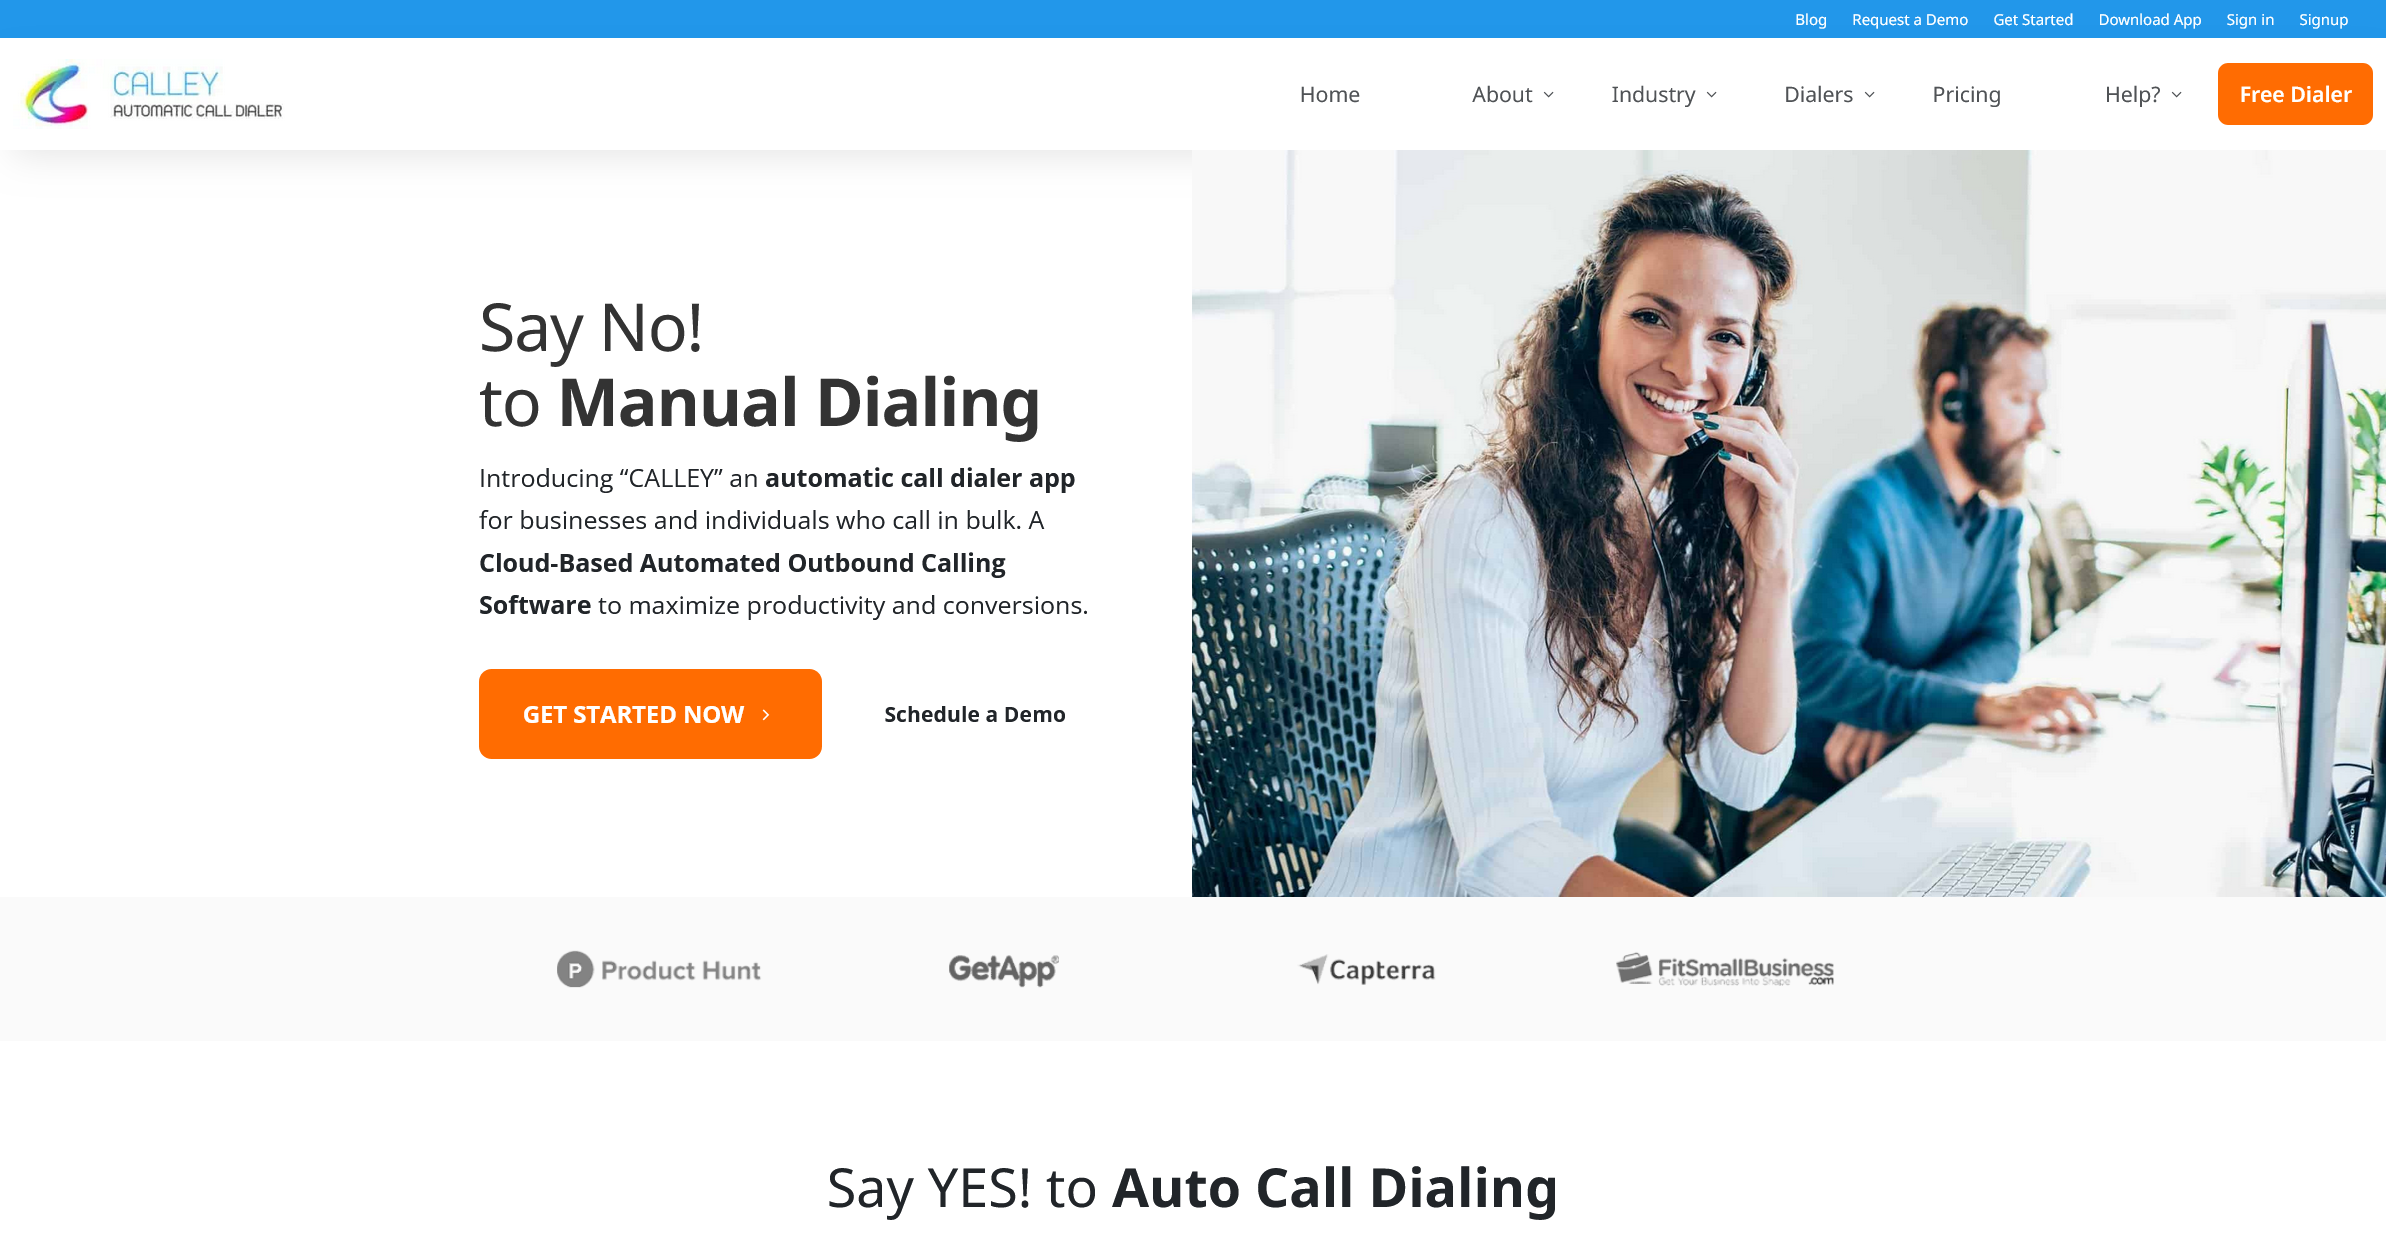 Blog Request a Demo Get Started Download App Sign in Signup
CALLEY
AUTOMATIC CALL DIALER
Home About Industry Dialers Pricing Help? Free Dialer
Say No!
to Manual Dialing
Introducing “CALLEY” an automatic call dialer app
for businesses and individuals who call in bulk. A
Cloud-Based Automated Outbound Calling
Software to maximize productivity and conversions.
GET STARTED NOW
Schedule a Demo
P Product Hunt
GetApp®
Capterra
FitSmallBusiness
.com
Get Your Business Into Shape
Say YES! to Auto Call Dialing